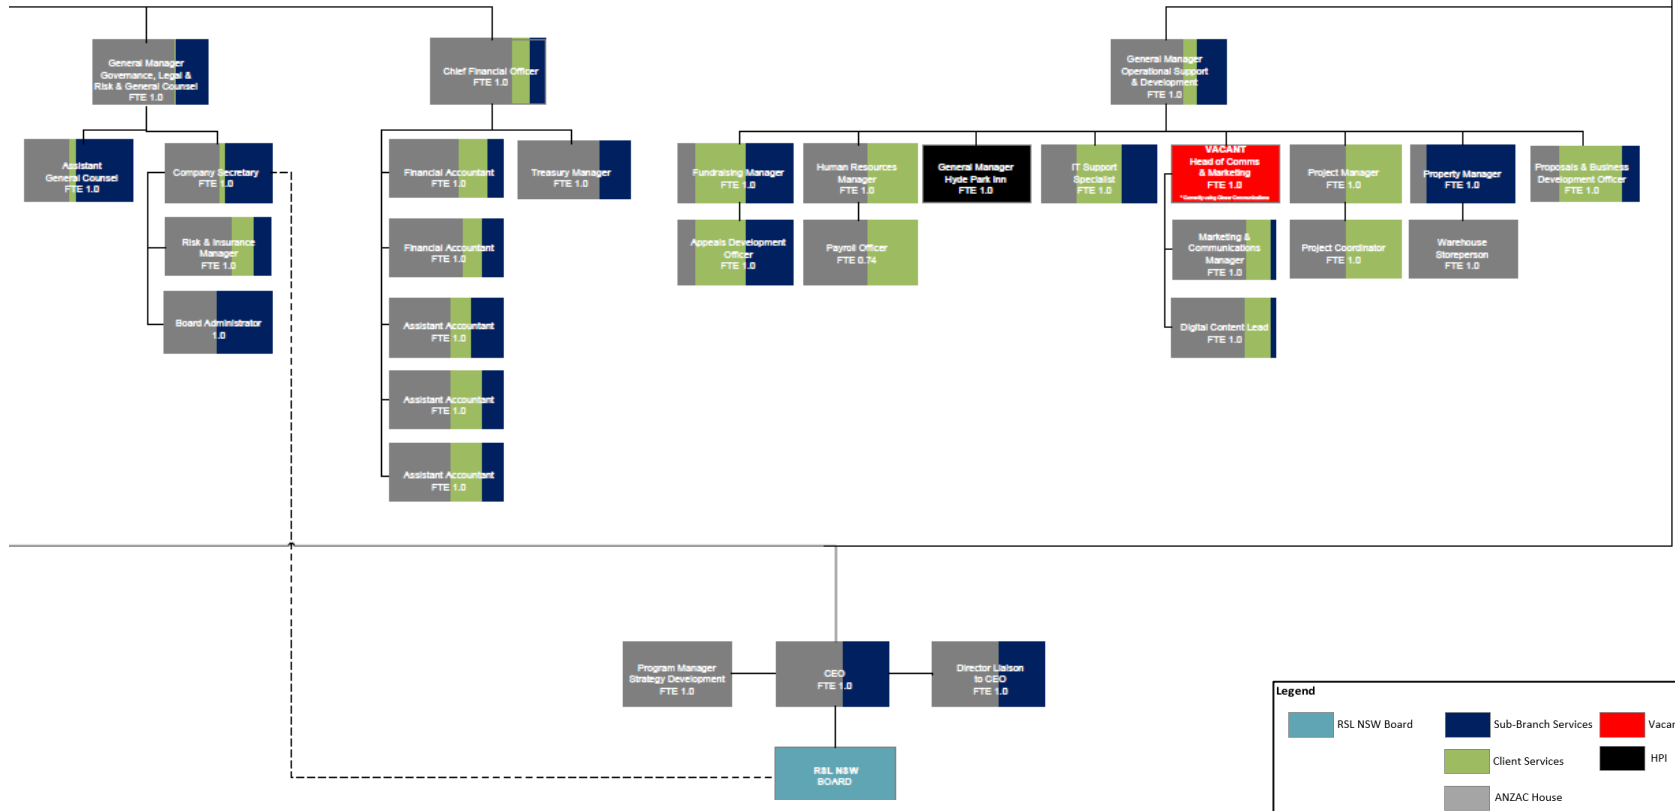 General Manager
Governance, Legal &
Risk & General Counsel
FTE 1.0
Chief Financial Officer
FTE 1.0
General Manager
Operational Support
& Development
FTE 1.0
Assistant
General Counsel
FTE 1.0
Company Secretary
FTE 1.0
Risk & Insurance
Manager
FTE 1.0
Board Administrator
1.0
Financial Accountant
FTE 1.0
Treasury Manager
FTE 1.0
Financial Accountant
FTE 1.0
Assistant Accountant
FTE 1.0
Assistant Accountant
FTE 1.0
Assistant Accountant
FTE 1.0
Fundraising Manager
FTE 1.0
Human Resources
Manager
FTE 1.0
General Manager
Hyde Park Inn
FTE 1.0
IT Support
Specialist
FTE 1.0
VACANT
Head of Comms
& Marketing
FTE 1.0
* Currently using Communications
Project Manager
FTE 1.0
Property Manager
FTE 1.0
Proposals & Business
Development Officer
FTE 1.0
Appeals Development
Officer
FTE 1.0
Payroll Officer
FTE 0.74
Marketing &
Communications
Manager
FTE 1.0
Project Coordinator
FTE 1.0
Warehouse
Storeperson
FTE 1.0
Digital Content Lead
FTE 1.0
Program Manager
Strategy Development
FTE 1.0
CEO
FTE 1.0
Director Liaison
to CEO
FTE 1.0
RSL NSW
BOARD
Legend
RSL NSW Board
Sub-Branch Services
Vacan
Client Services
HPI
ANZAC House